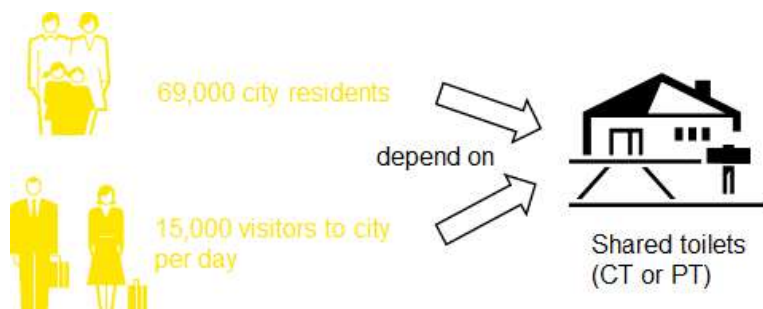 69,000 city residents
depend on
15,000 visitors to city
per day
Shared toilets
(CT or PT)